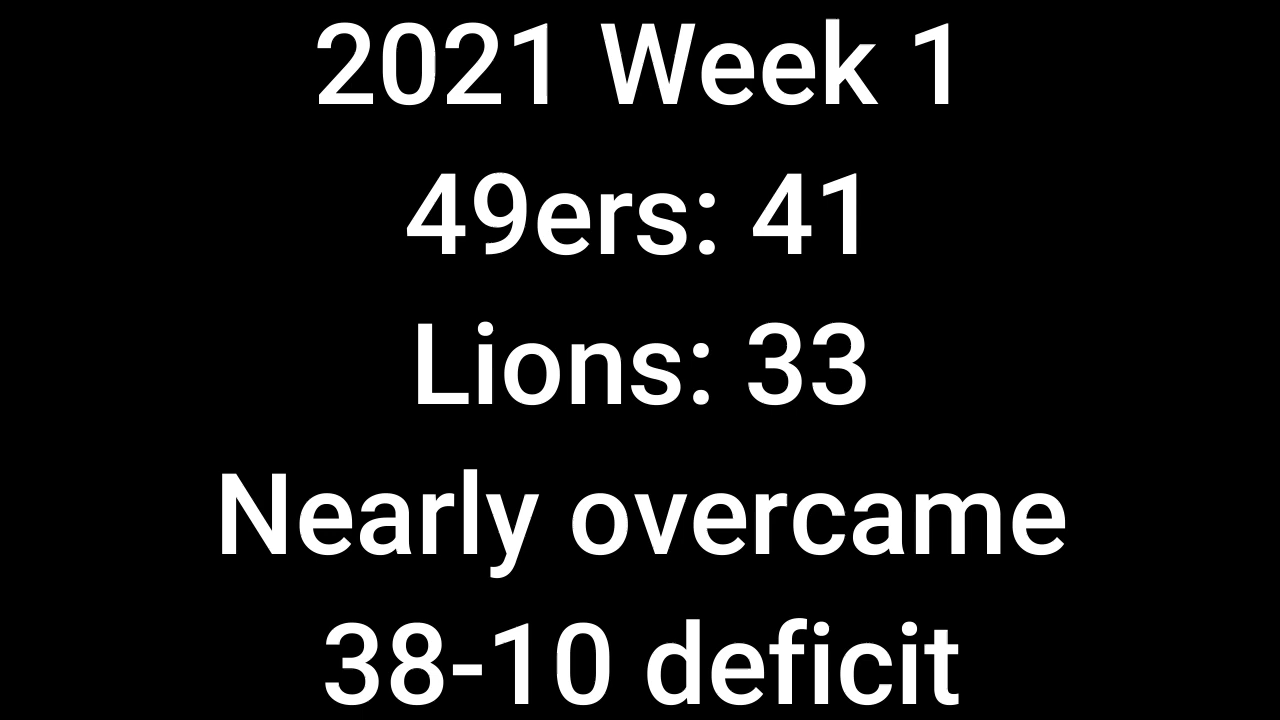 2021 Week 1
49ers: 41
Lions: 33
Nearly overcame
38-10 deficit